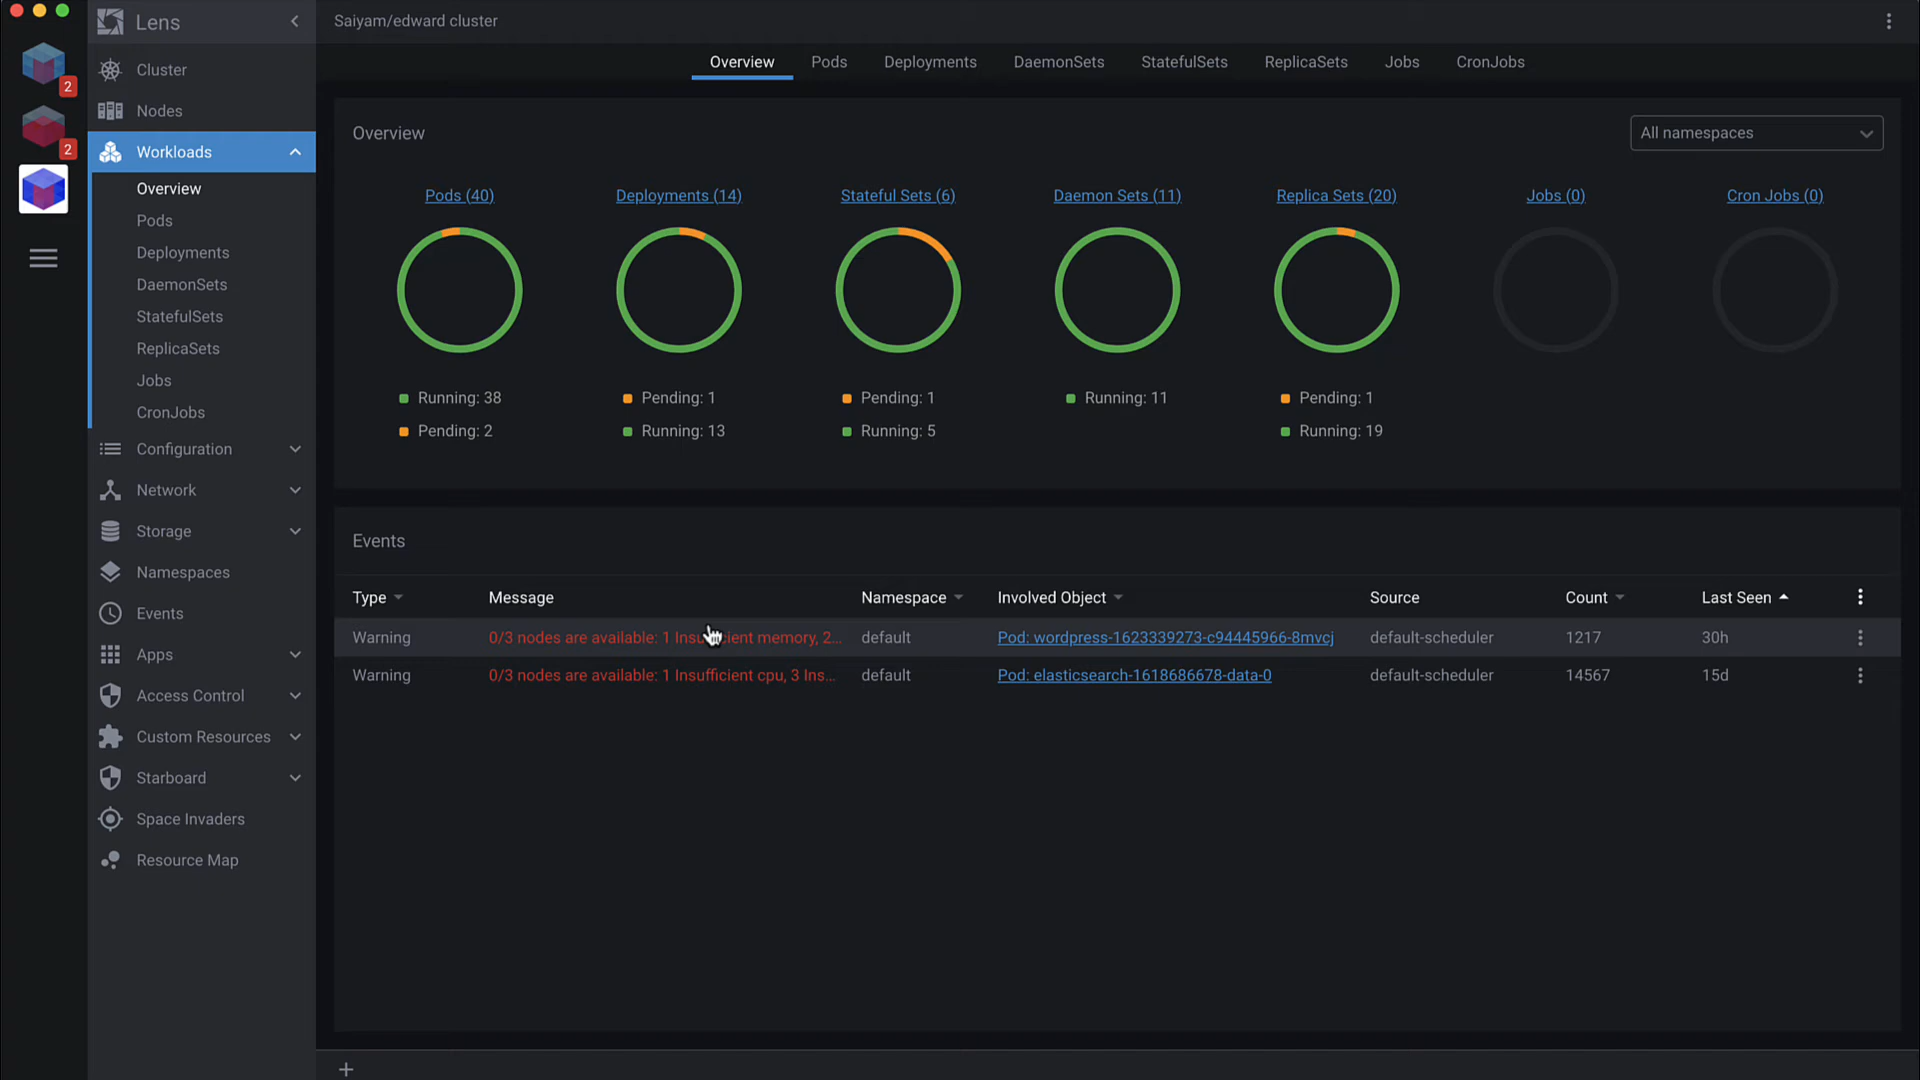 Lens
Saiyam/edward cluster
2
2
Cluster
Nodes
Workloads
Overview
Pods
Deployments
DaemonSets
StatefulSets
ReplicaSets
Jobs
CronJobs
Configuration
Network
Storage
Namespaces
Events
Apps
Access Control
Custom Resources
Starboard
Space Invaders
Resource Map
Overview Pods Deployments DaemonSets StatefulSets ReplicaSets Jobs CronJobs
Overview
All namespaces
Pods (40) Deployments (14) Stateful Sets (6) Daemon Sets (11) Replica Sets (20) Jobs (0) Cron Jobs (0)
Running: 38 Pending: 1 Pending: 1 Running: 11 Pending: 1
Pending: 2 Running: 13 Running: 5 Running: 19
Events
Type Message Namespace Involved Object Source Count Last Seen
Warning 0/3 nodes are available: 1 memory, 2... default Pod: wordpress-1623339273-c94445966-8mvcj default-scheduler 1217 30h
Warning 0/3 nodes are available: 1 Insufficient cpu, 3 Ins... default Pod: elasticsearch-1618686678-data-0 default-scheduler 14567 15d